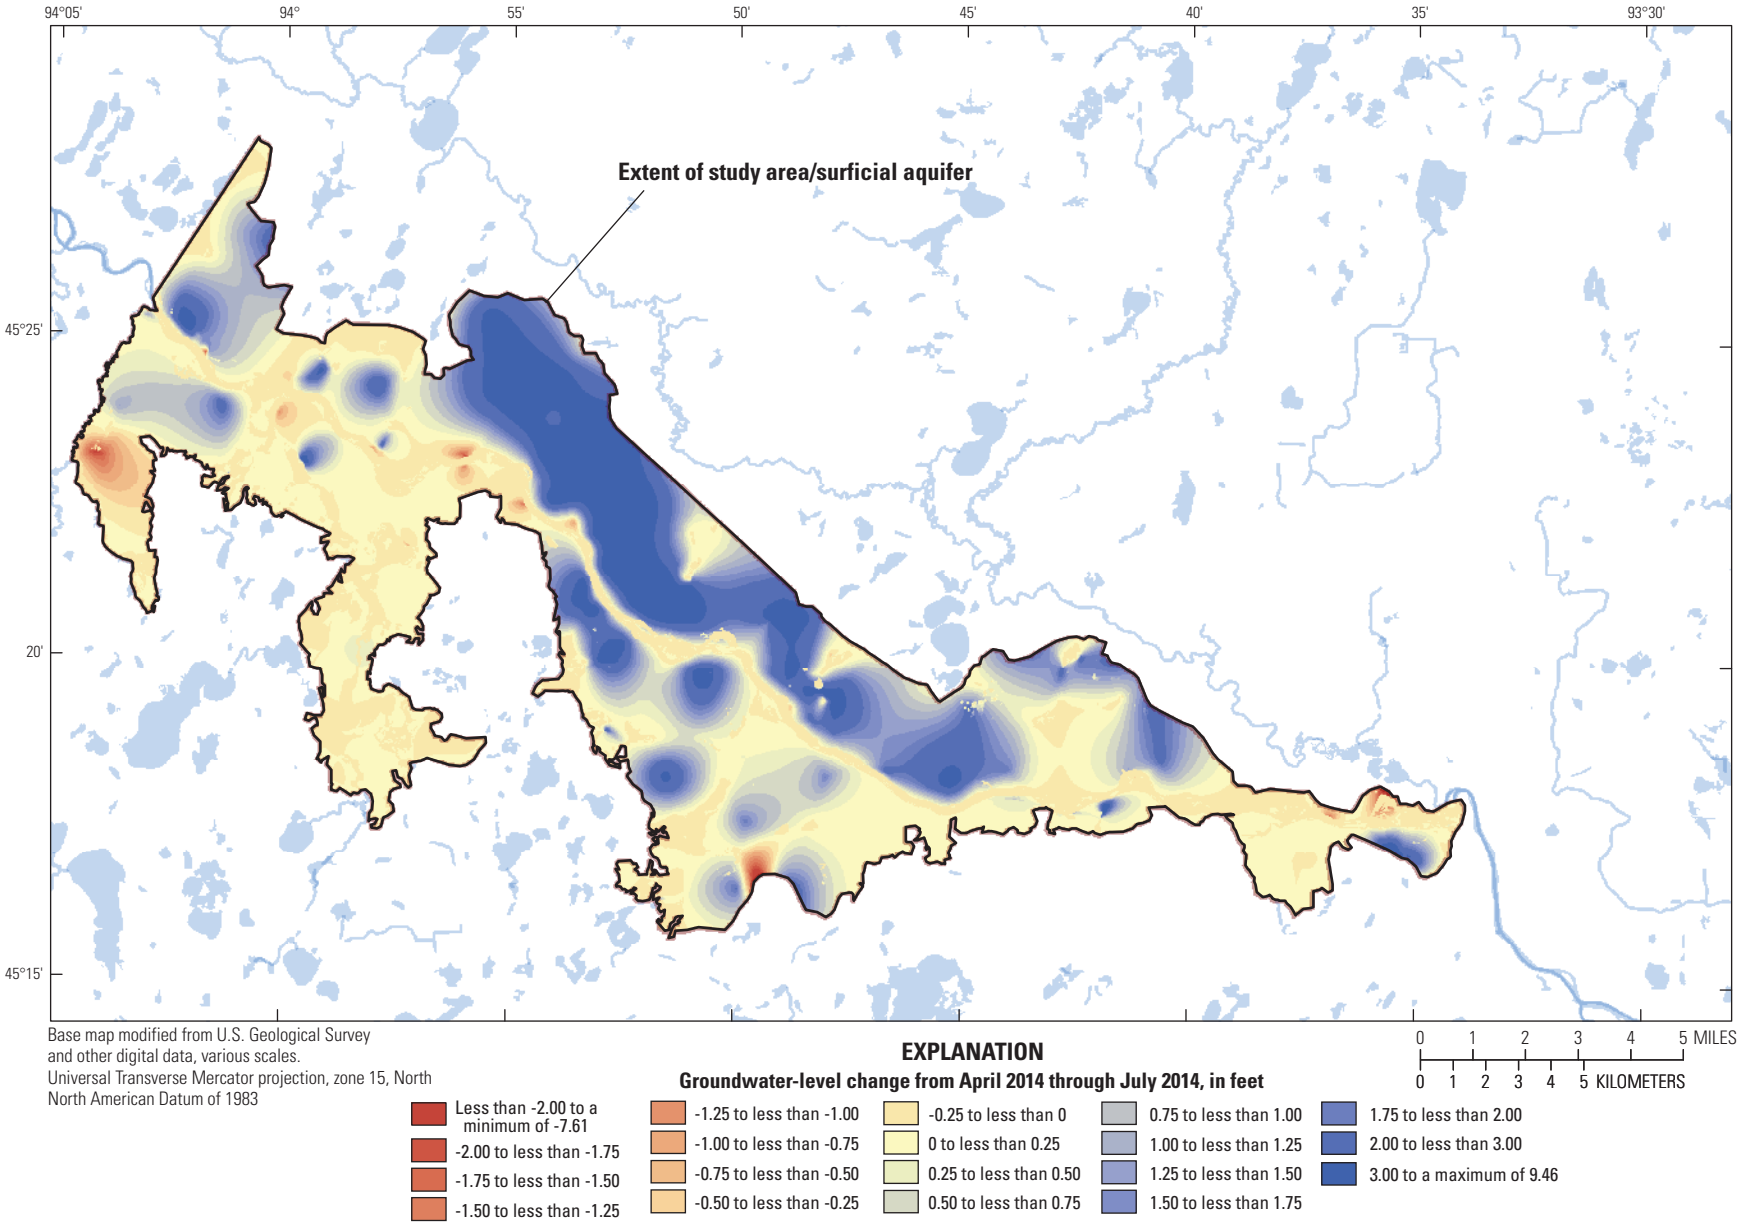 94°05'
94°
55'
50'
45'
40'
35'
93°30'
Extent of study area/surficial aquifer
45°25'
20'
45°15'
Base map modified from U.S. Geological Survey
and other digital data, various scales.
Universal Transverse Mercator projection, zone 15, North
North American Datum of 1983
EXPLANATION
Groundwater-level change from April 2014 through July 2014, in feet
Less than -2.00 to a
minimum of -7.61
-2.00 to less than -1.75
-1.75 to less than -1.50
-1.50 to less than -1.25
-1.25 to less than -1.00
-1.00 to less than -0.75
-0.75 to less than -0.50
-0.50 to less than -0.25
-0.25 to less than 0
0 to less than 0.25
0.25 to less than 0.50
0.50 to less than 0.75
0.75 to less than 1.00
1.00 to less than 1.25
1.25 to less than 1.50
1.50 to less than 1.75
1.75 to less than 2.00
2.00 to less than 3.00
3.00 to a maximum of 9.46
0 1 2 3 4 5 MILES
0 1 2 3 4 5 KILOMETERS